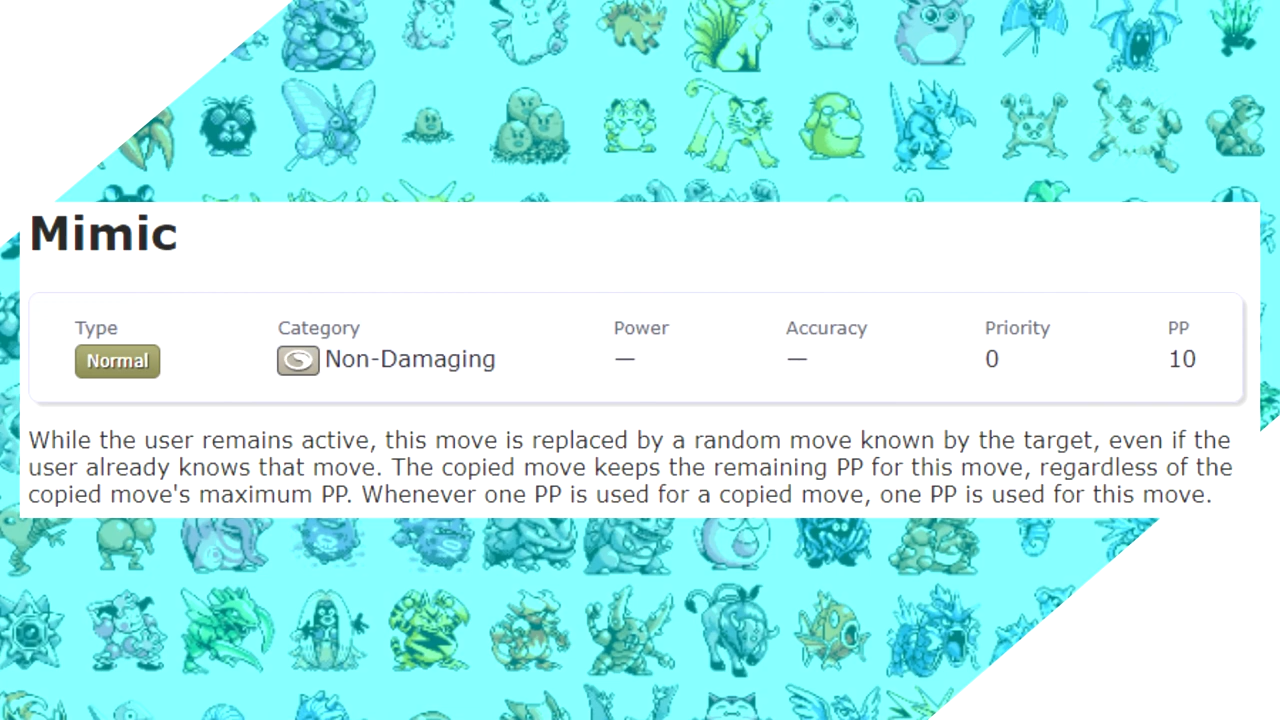 Mimic
Type Category Power Accuracy Priority PP
Normal Non-Damaging — — 0 10
While the user remains active, this move is replaced by a random move known by the target, even if the
user already knows that move. The copied move keeps the remaining PP for this move, regardless of the
copied move's maximum PP. Whenever one PP is used for a copied move, one PP is used for this move.